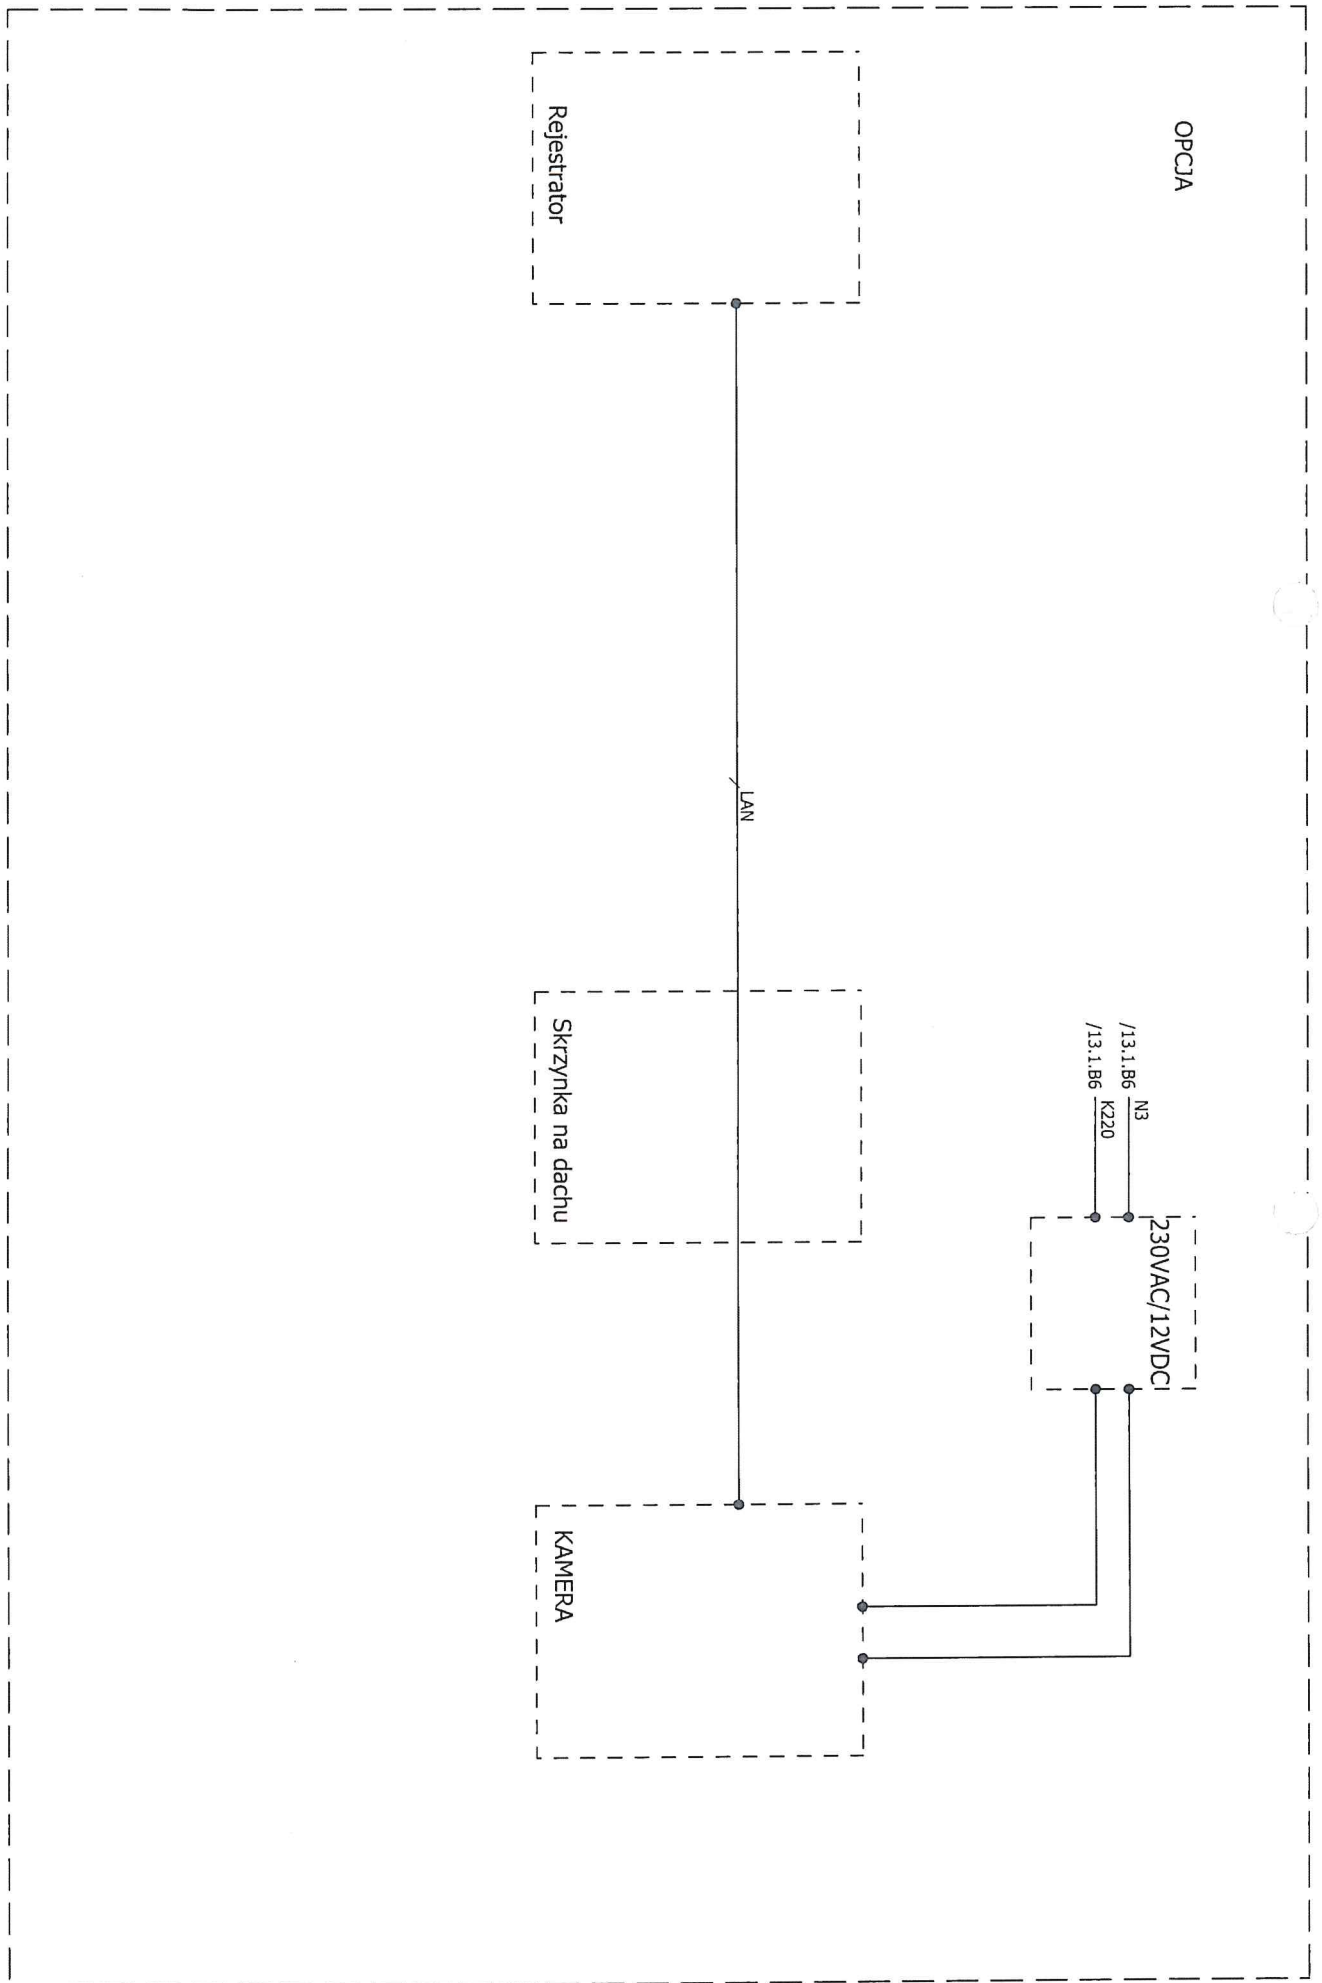 OPCJA
/13.1.B6 N3
/13.1.B6 K220
230VAC/12VDC
Rejestrator
LAN
Skrzynka na dachu
KAMERA